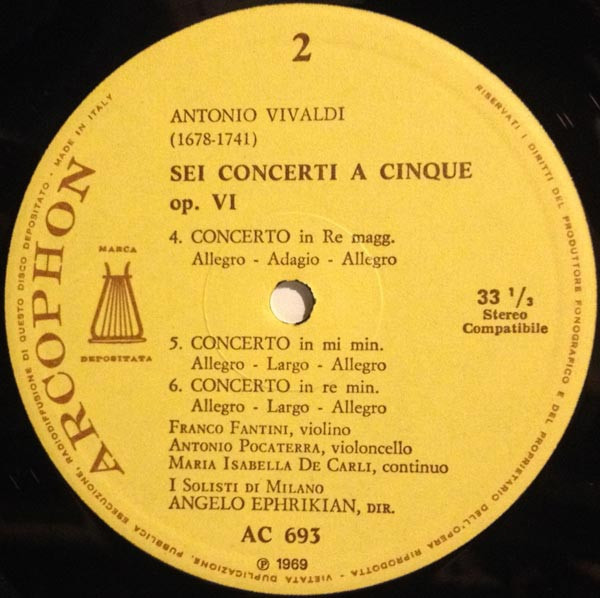 2
ANTONIO VIVALDI
(1678-1741)
SEI CONCERTI A CINQUE
op. VI
4. CONCERTO in Re magg.
Allegro - Adagio - Allegro
33 1/3
Stereo
Compatibile
5. CONCERTO in mi min.
Allegro - Largo - Allegro
6. CONCERTO in re min.
Allegro - Largo - Allegro
FRANCO FANTINI, violino
ANTONIO POCATERRA, violoncello
MARIA ISABELLA DE CARLI, continuo
I SOLISTI DI MILANO
ANGELO EPHRIKIAN, DIR.
AC 693
℗ 1969
ARCOPHON
MARCA
DEPOSITATA
RISERVATI I DIRITTI DEL PRODUTTORE FONOGRAFICO E DEL PROPRIETARIO DELL'OPERA RIPRODOTTA - VIETATA DUPLICAZIONE, PUBBLICA ESECUZIONE, RADIODIFFUSIONE DI QUESTO DISCO DEPOSITATO - MADE IN ITALY